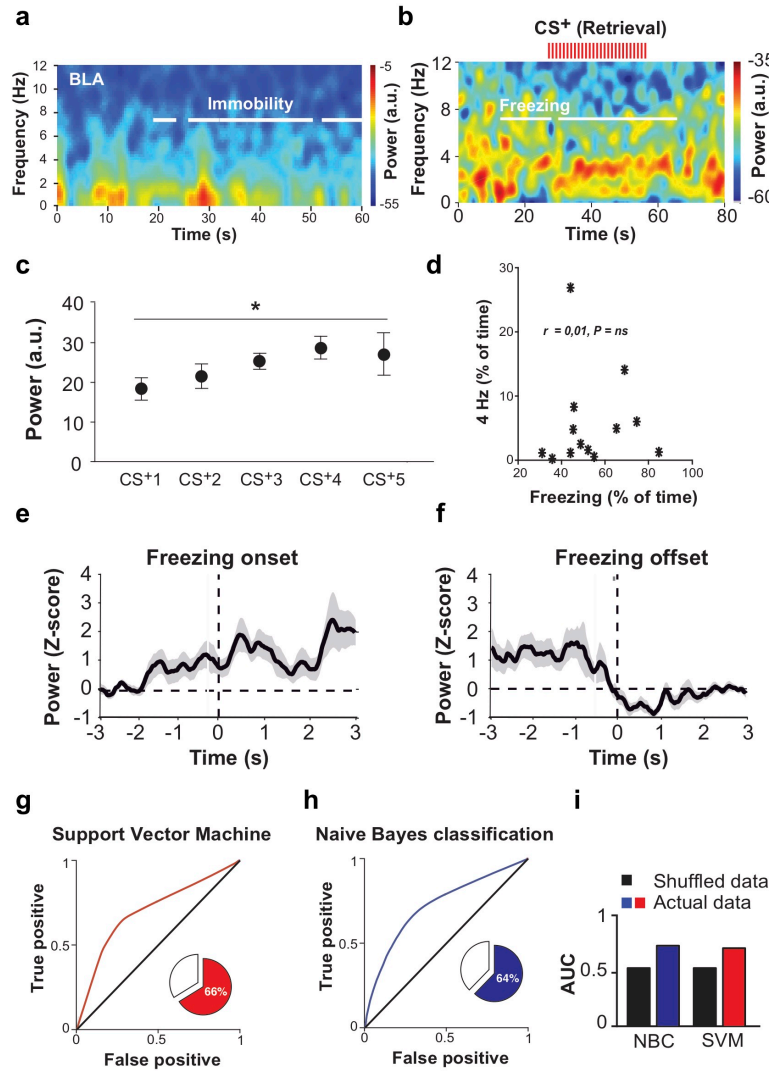 a
BLA
Immobility
Frequency (Hz)
12
10
8
6
4
2
0
0 10 20 30 40 50 60
Time (s)
-5
-55
Power (a.u.)
b
CS+ (Retrieval)
Freezing
Frequency (Hz)
12
8
4
0
0 20 40 60 80
Time (s)
-35
-60
Power (a.u.)
c
Power (a.u.)
40
30
20
10
0
*
CS+1 CS+2 CS+3 CS+4 CS+5
d
4 Hz (% of time)
30
20
10
0
r = 0,01, P = ns
20 40 60 80 100
Freezing (% of time)
e
Freezing onset
Power (Z-score)
4
3
2
1
0
-1
-3 -2 -1 0 1 2 3
Time (s)
f
Freezing offset
Power (Z-score)
4
3
2
1
0
-1
-3 -2 -1 0 1 2 3
Time (s)
g
Support Vector Machine
True positive
1
0.5
0
66%
0 0.5 1
False positive
h
Naive Bayes classification
True positive
1
0.5
0
64%
0 0.5 1
False positive
i
Shuffled data
Actual data
AUC
1
0.5
0
NBC SVM